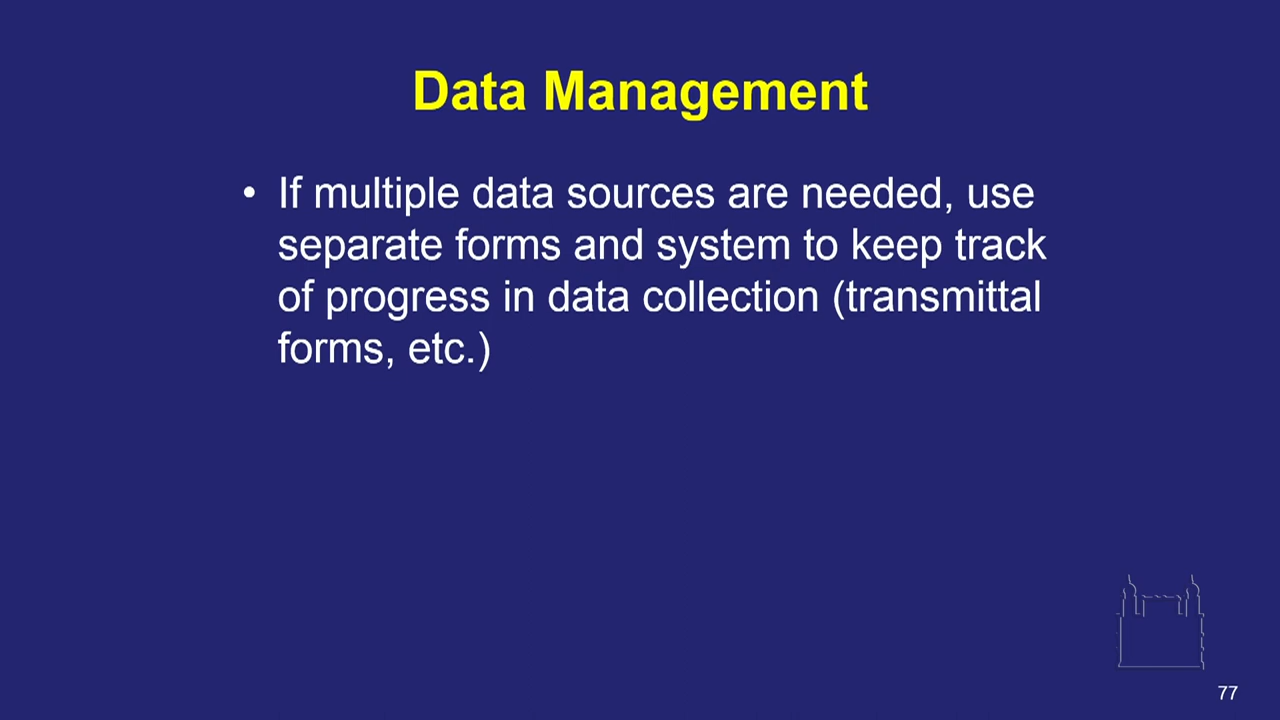 Data Management
• If multiple data sources are needed, use
separate forms and system to keep track
of progress in data collection (transmittal
forms, etc.)
77